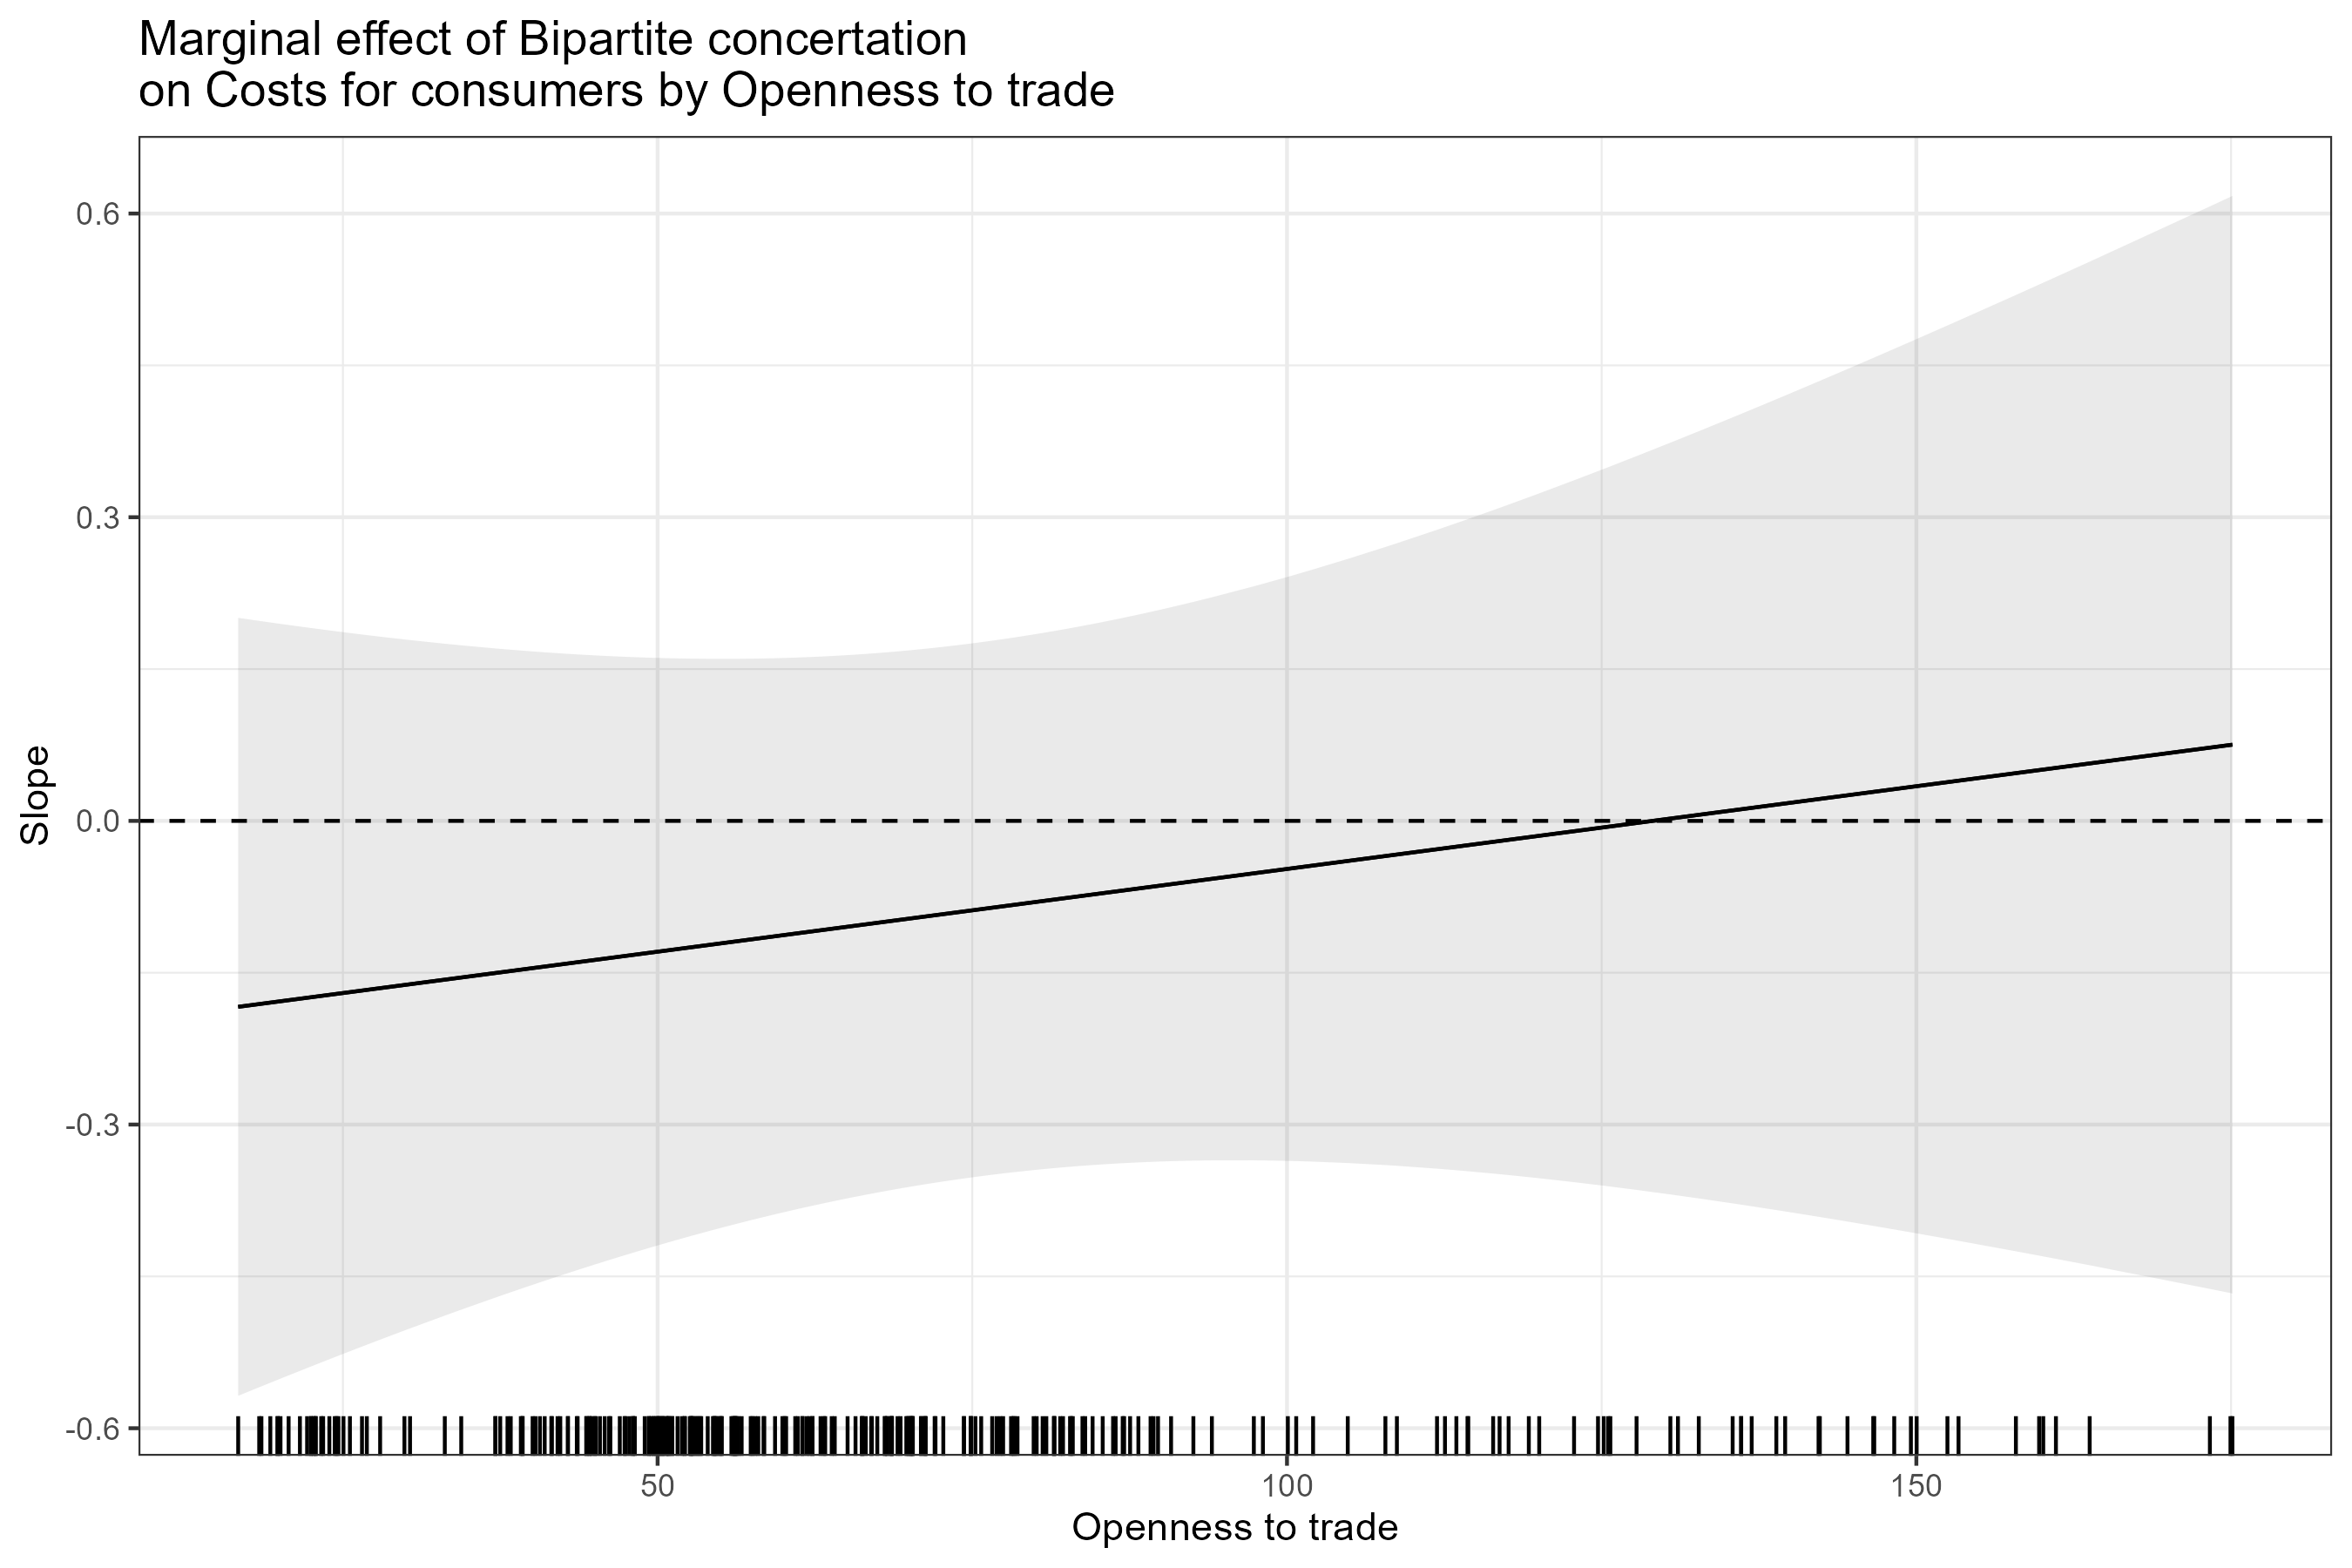 Marginal effect of Bipartite concertation
on Costs for consumers by Openness to trade
0.6
0.3
0.0
-0.3
-0.6
Slope
50
100
150
Openness to trade